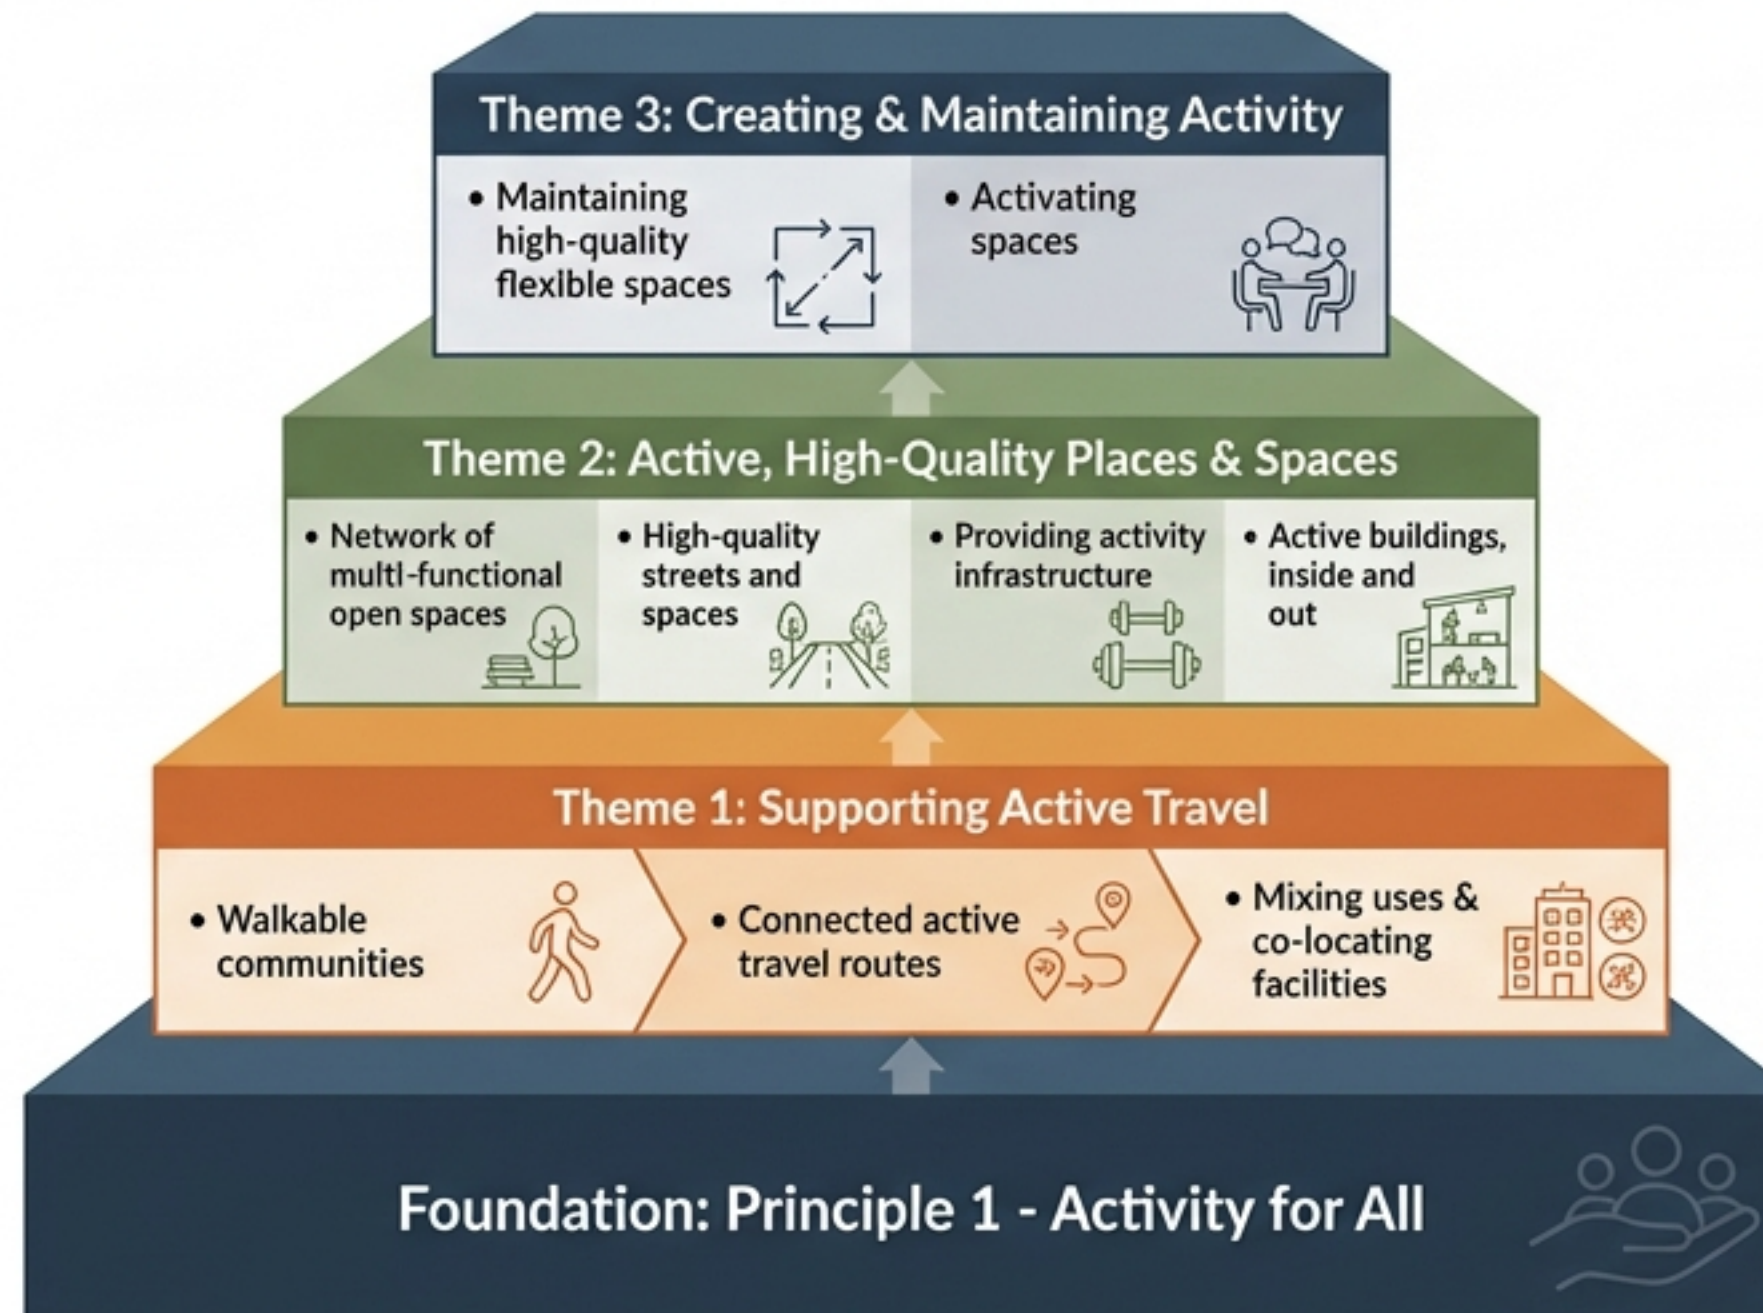 Theme 3: Creating & Maintaining Activity
• Maintaining
high-quality
flexible spaces
• Activating
spaces
Theme 2: Active, High-Quality Places & Spaces
• Network of
multl-functional
open spaces
• High-quality
streets and
spaces
• Providing activity
infrastructure
• Active buildings,
inside and
out
Theme 1: Supporting Active Travel
• Walkable
communities
• Connected active
travel routes
• Mixing uses &
co-locating
facilities
Foundation: Principle 1 - Activity for All